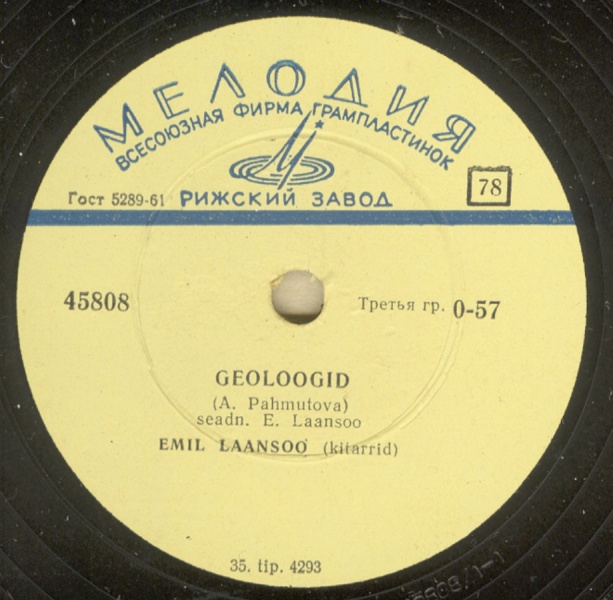 МЕЛОДИЯ
ВСЕСОЮЗНАЯ ФИРМА ГРАМПЛАСТИНОК
Гост 5289-61 РИЖСКИЙ ЗАВОД 78
45808 Третья гр. 0-57
GEOLOOGID
(A. Pahmutova)
seadn. E. Laansoo
EMIL LAANSOO (kitarrid)
35. tip. 4293